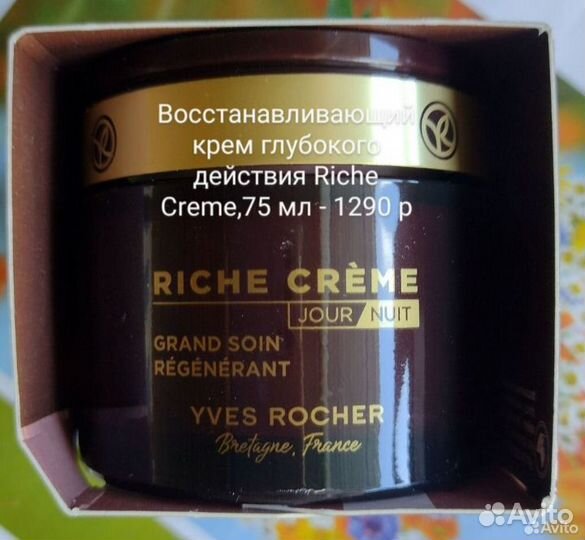 Восстанавливающий
крем глубокого
действия Riche
Creme,75 мл - 1290 р
RICHE CRÈME
JOUR/NUIT
GRAND SOIN
RÉGÉNÉRANT
YVES ROCHER
Bretagne, France
Avito
Avito